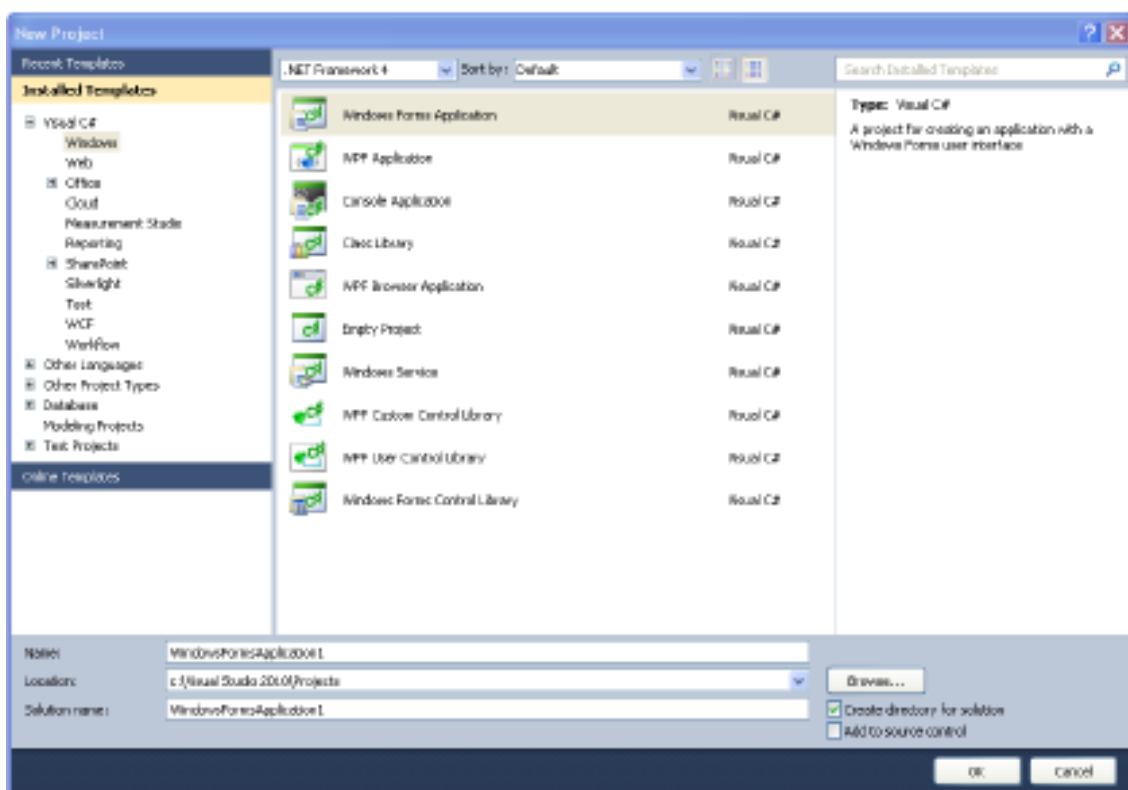 New Project
Recent Templates
Installed Templates
Visual C#
Windows
Web
Office
Cloud
Measurement Studio
Reporting
SharePoint
Silverlight
Test
WCF
Workflow
Other Languages
Other Project Types
Database
Modeling Projects
Test Projects
Online Templates
.NET Framework 4
Sort by: Default
Search Installed Templates
Windows Forms Application Visual C#
WPF Application Visual C#
Console Application Visual C#
Class Library Visual C#
WPF Browser Application Visual C#
Empty Project Visual C#
Windows Service Visual C#
WPF Custom Control Library Visual C#
WPF User Control Library Visual C#
Windows Forms Control Library Visual C#
Type: Visual C#
A project for creating an application with a
Windows Forms user interface
Name: WindowsFormsApplication1
Location: c:\Visual Studio 2010\Projects
Browse...
Solution name: WindowsFormsApplication1
Create directory for solution
Add to source control
OK Cancel